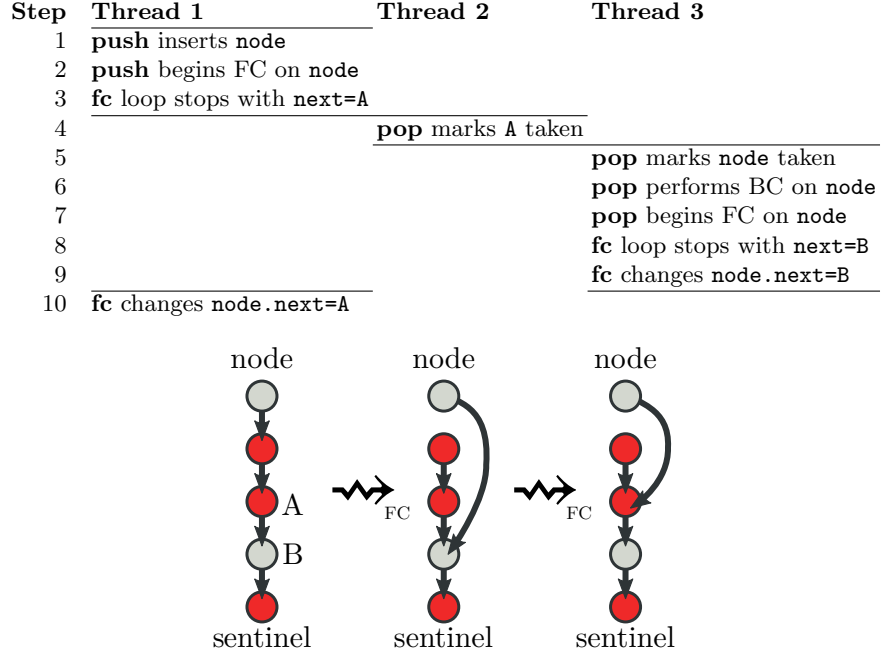 Step Thread 1 Thread 2 Thread 3
1 push inserts node
2 push begins FC on node
3 fc loop stops with next=A
4 pop marks A taken
5 pop marks node taken
6 pop performs BC on node
7 pop begins FC on node
8 fc loop stops with next=B
9 fc changes node.next=B
10 fc changes node.next=A
node node node
A
FC FC
B
sentinel sentinel sentinel